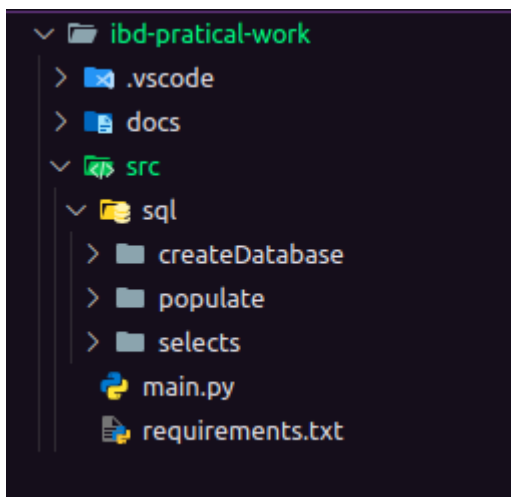 ibd-pratical-work
.vscode
docs
src
sql
createDatabase
populate
selects
main.py
requirements.txt